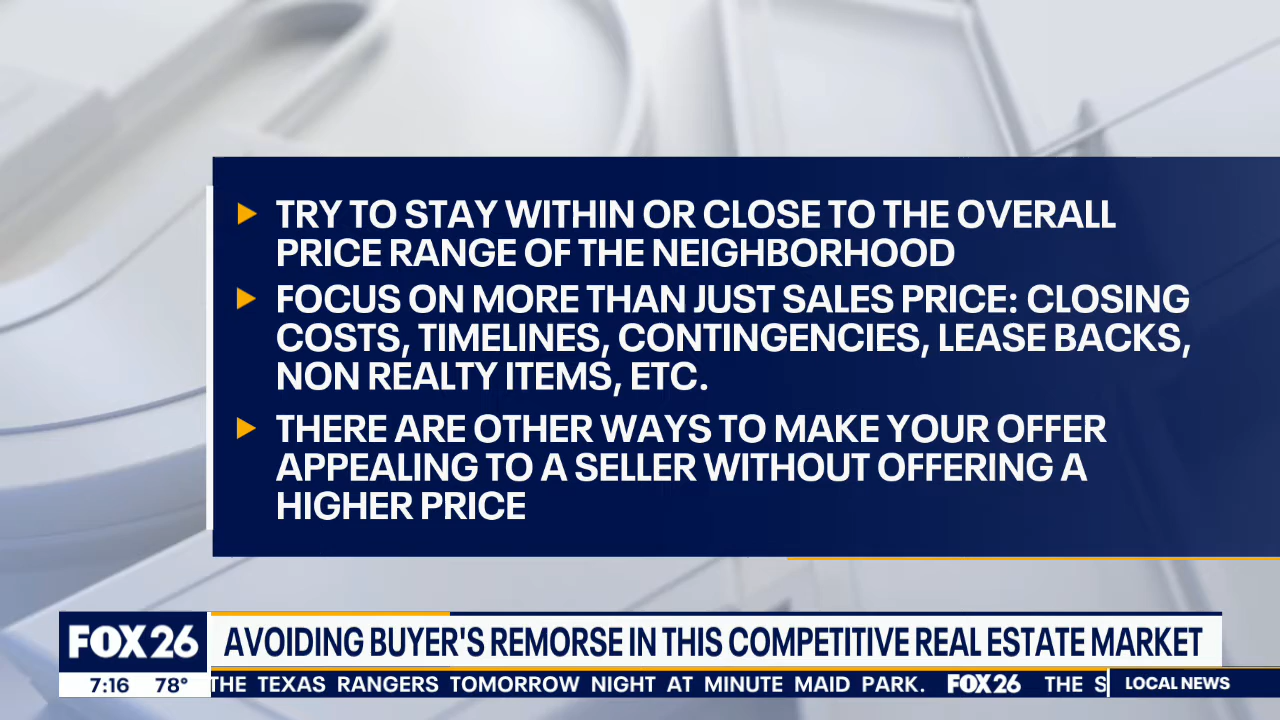 TRY TO STAY WITHIN OR CLOSE TO THE OVERALL
PRICE RANGE OF THE NEIGHBORHOOD
FOCUS ON MORE THAN JUST SALES PRICE: CLOSING
COSTS, TIMELINES, CONTINGENCIES, LEASE BACKS,
NON REALTY ITEMS, ETC.
THERE ARE OTHER WAYS TO MAKE YOUR OFFER
APPEALING TO A SELLER WITHOUT OFFERING A
HIGHER PRICE
FOX 26
AVOIDING BUYER'S REMORSE IN THIS COMPETITIVE REAL ESTATE MARKET
7:16 78° THE TEXAS RANGERS TOMORROW NIGHT AT MINUTE MAID PARK. FOX 26 THE S LOCAL NEWS